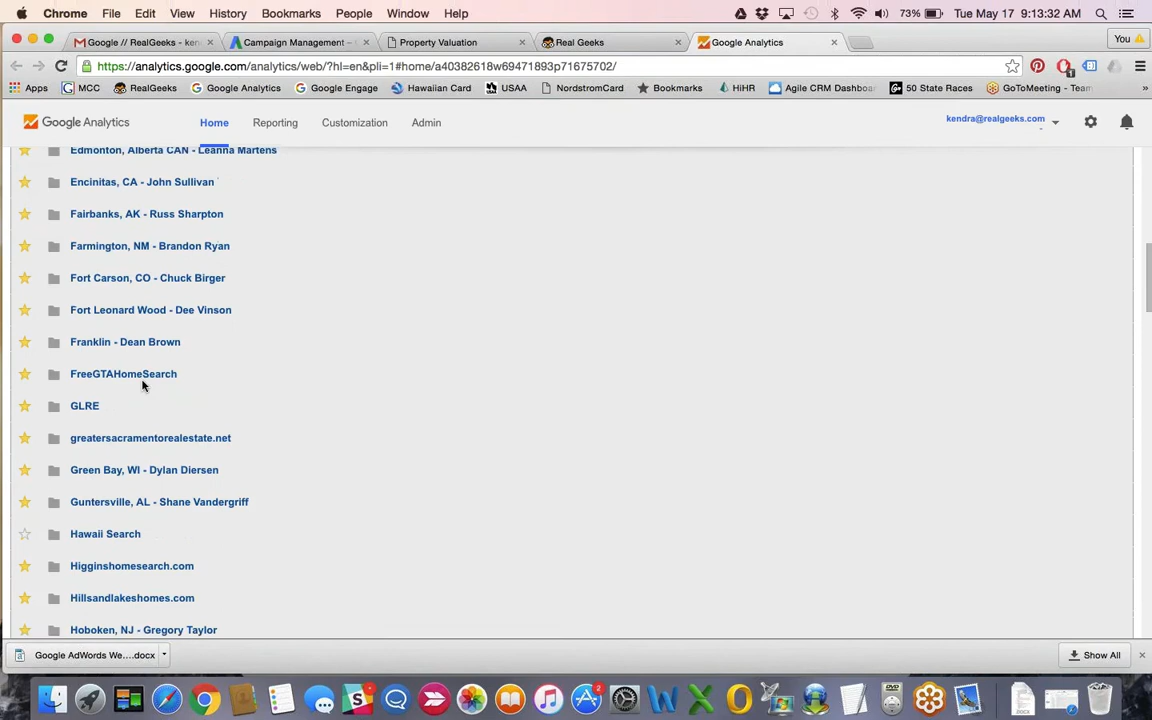 Chrome File Edit View History Bookmarks People Window Help 73% Tue May 17 9:13:32 AM
Google // RealGeeks - ken Campaign Management – Property Valuation Real Geeks Google Analytics You
https://analytics.google.com/analytics/web/?hl=en&pli=1#home/a40382618w69471893p71675702/
Apps MCC RealGeeks Google Analytics Google Engage Hawaiian Card USAA NordstromCard Bookmarks HiHR Agile CRM Dashboa 50 State Races GoToMeeting - Team »
Google Analytics Home Reporting Customization Admin kendra@realgeeks.com
Edmonton, Alberta CAN - Leanna Martens
Encinitas, CA - John Sullivan
Fairbanks, AK - Russ Sharpton
Farmington, NM - Brandon Ryan
Fort Carson, CO - Chuck Birger
Fort Leonard Wood - Dee Vinson
Franklin - Dean Brown
FreeGTAHomeSearch
GLRE
greatersacramentorealestate.net
Green Bay, WI - Dylan Diersen
Guntersville, AL - Shane Vandergriff
Hawaii Search
Higginshomesearch.com
Hillsandlakeshomes.com
Hoboken, NJ - Gregory Taylor
Google AdWords We....docx Show All